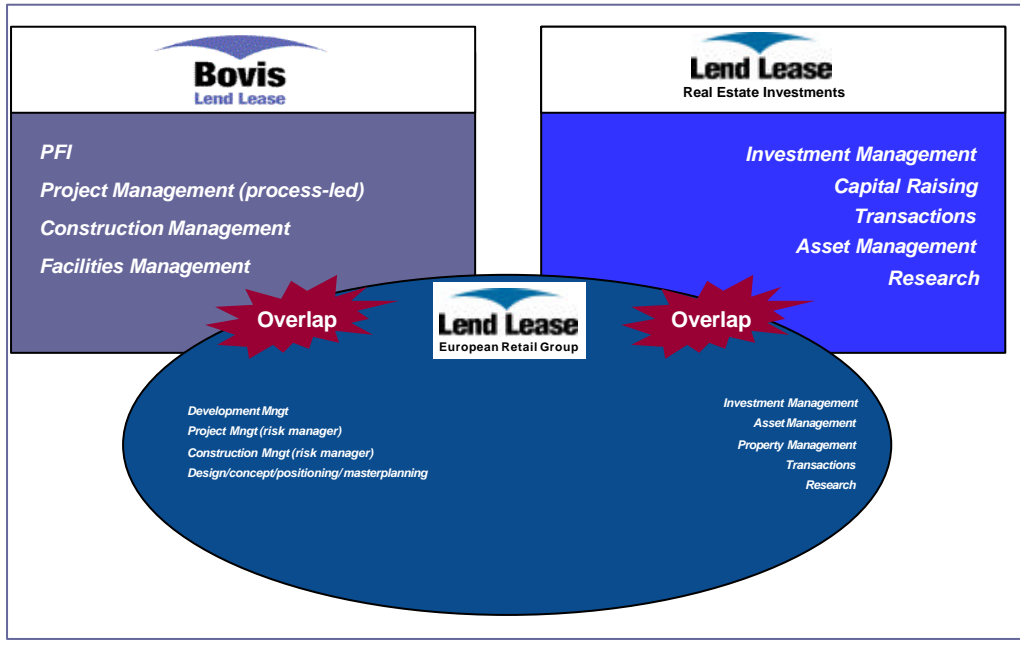 Bovis
Lend Lease
PFI
Project Management (process-led)
Construction Management
Facilities Management
Lend Lease
Real Estate Investments
Investment Management
Capital Raising
Transactions
Asset Management
Research
Overlap
Lend Lease
European Retail Group
Overlap
Development Mngt
Project Mngt (risk manager)
Construction Mngt (risk manager)
Design/concept/positioning/masterplanning
Investment Management
Asset Management
Property Management
Transactions
Research